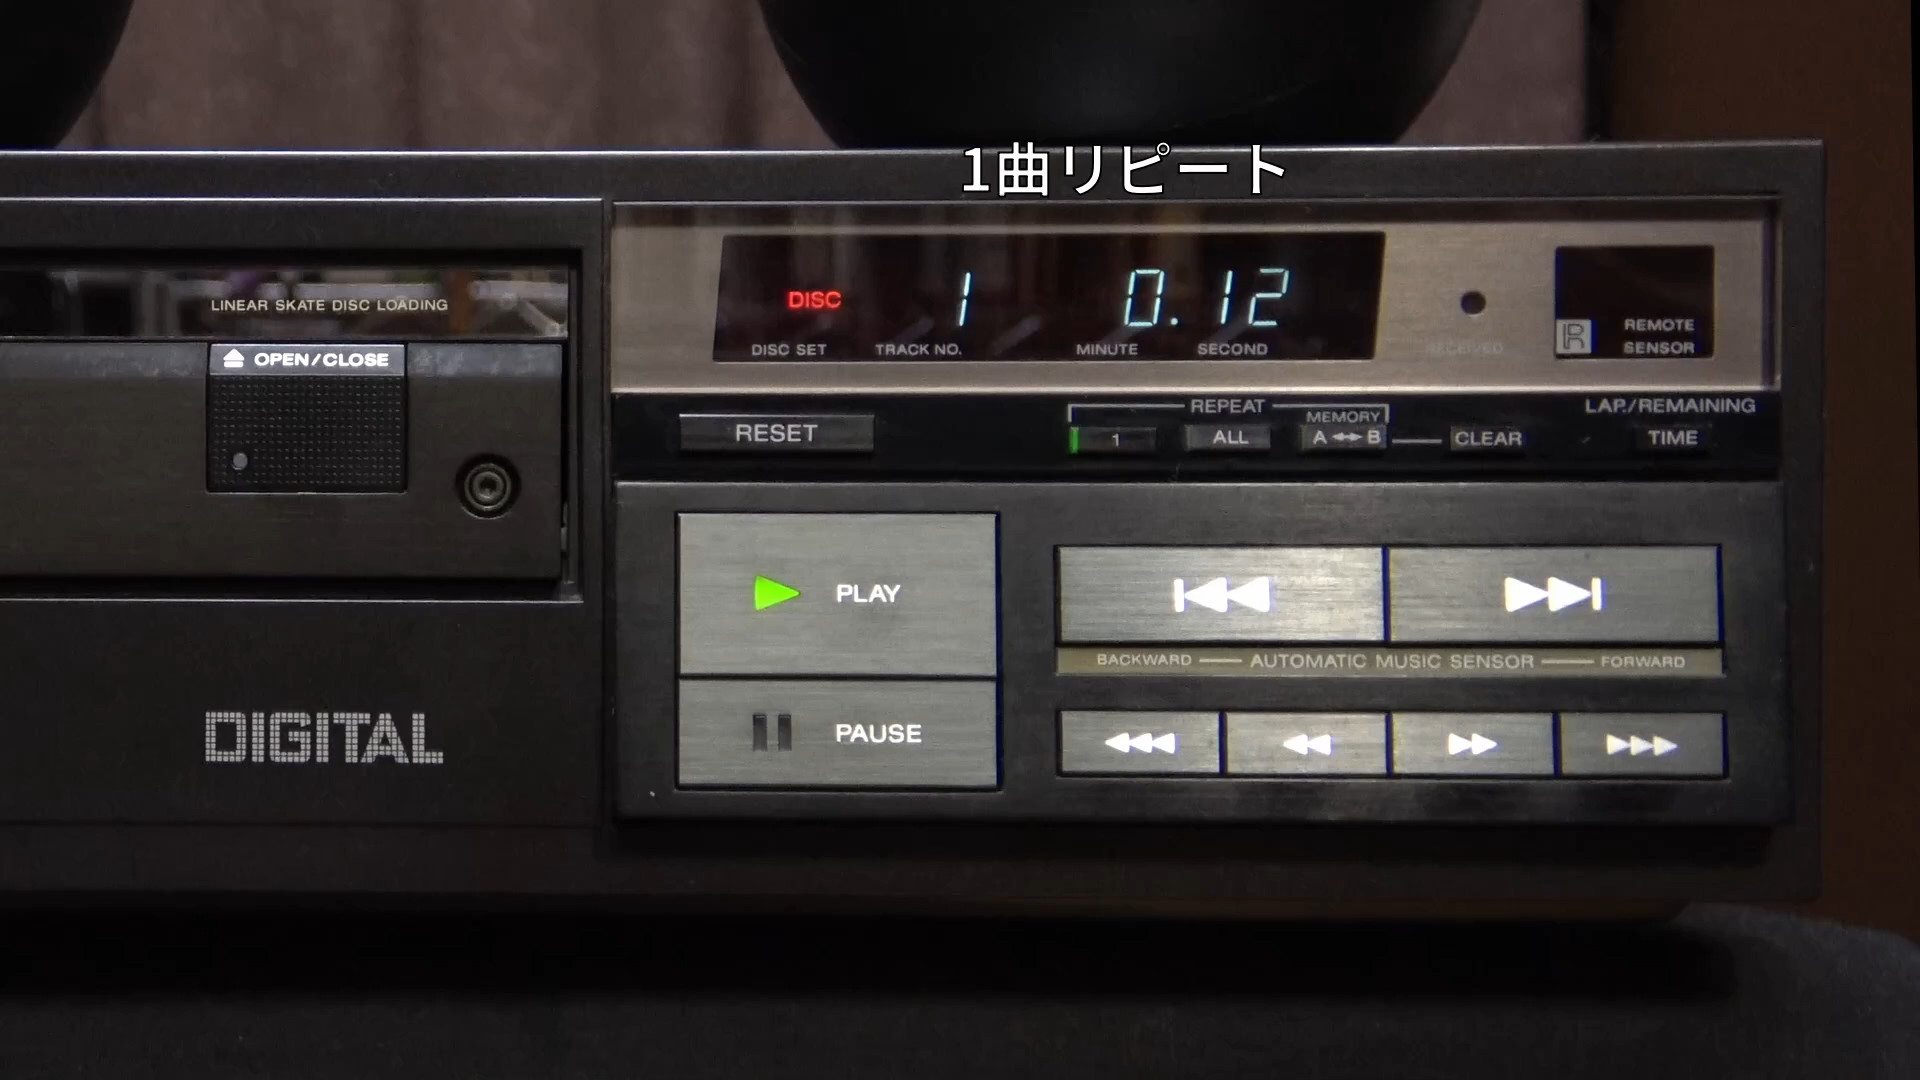 1曲リピート
LINEAR SKATE DISC LOADING
OPEN/CLOSE
DISC 1 0.12
DISC SET TRACK NO. MINUTE SECOND
RECEIVED
R REMOTE SENSOR
RESET
REPEAT
1 ALL MEMORY A B CLEAR
LAP./REMAINING
TIME
PLAY
BACKWARD AUTOMATIC MUSIC SENSOR FORWARD
PAUSE
DIGITAL